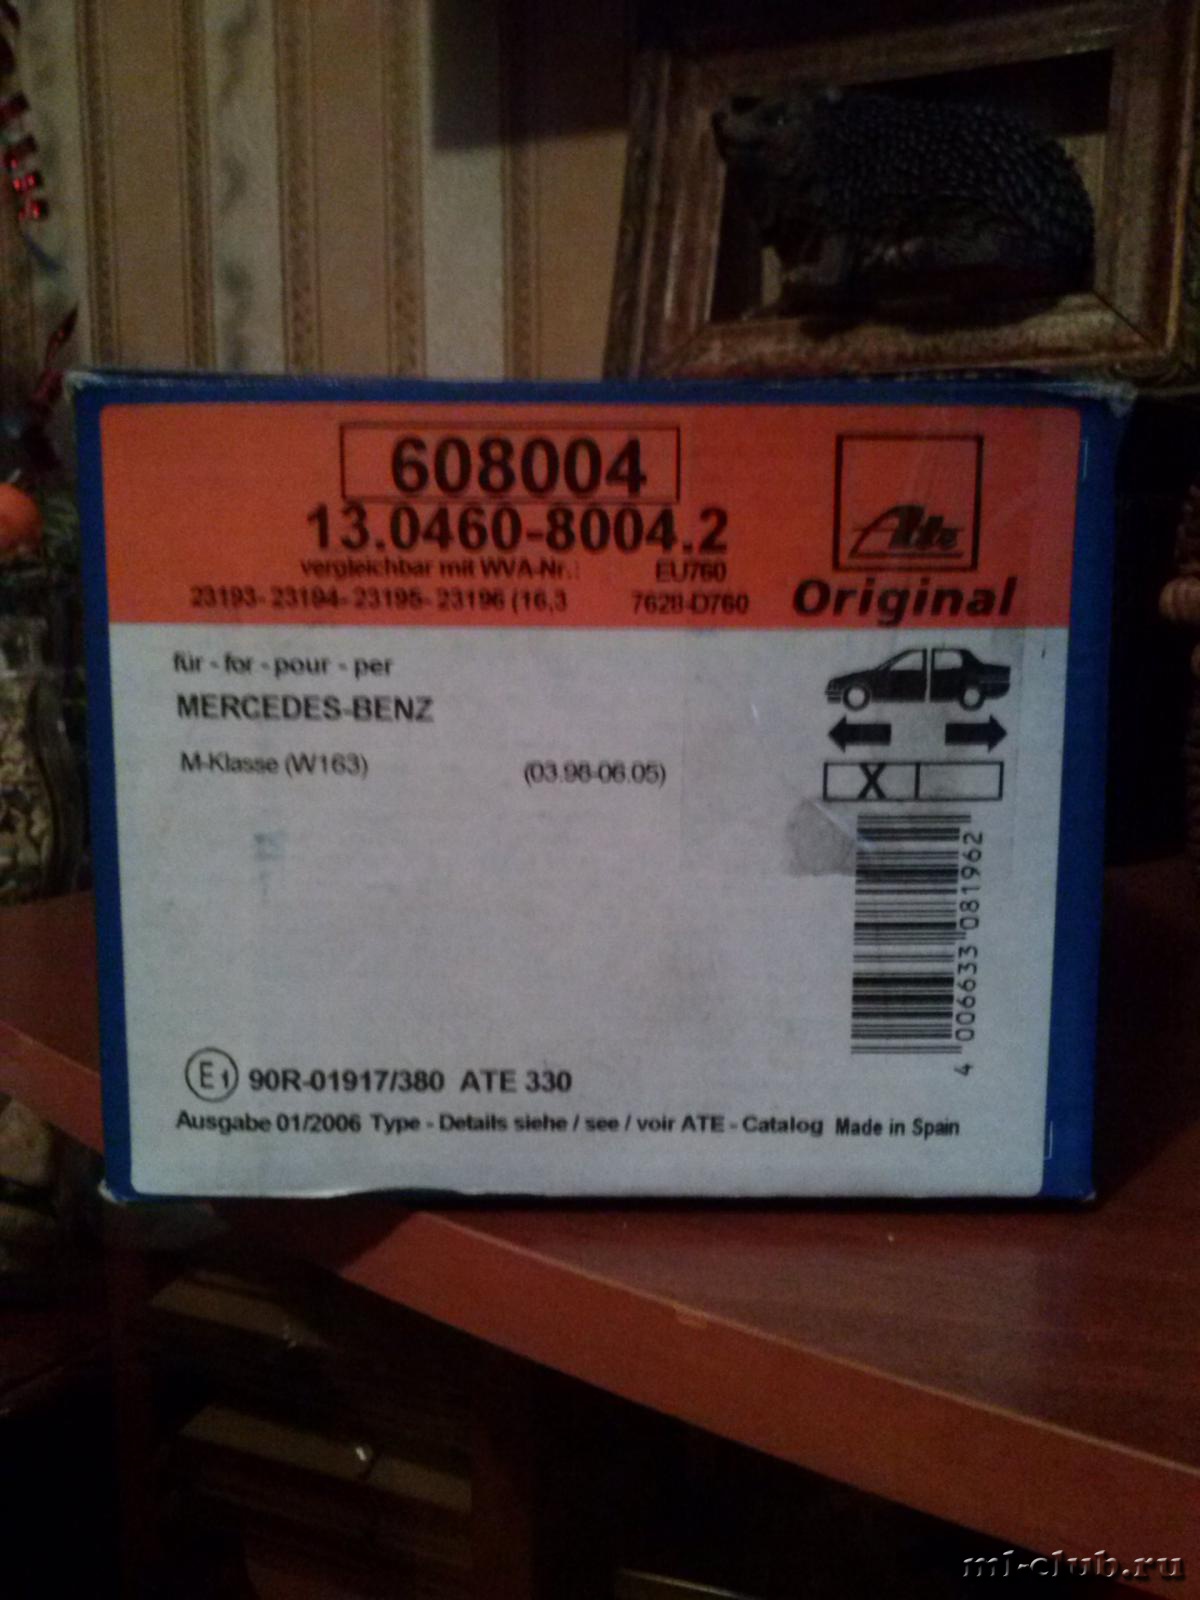 608004
13.0460-8004.2
vergleichbar mit WVA-Nr.: EU760
23193- 23194- 23195- 23196 (16,3 7628-D760
Ate
Original
für - for - pour - per
MERCEDES-BENZ
M-Klasse (W163) (03.98-06.05)
X
4 006633 081962
E1 90R-01917/380 ATE 330
Ausgabe 01/2006 Type - Details siehe / see / voir ATE - Catalog Made in Spain
ml-club.ru